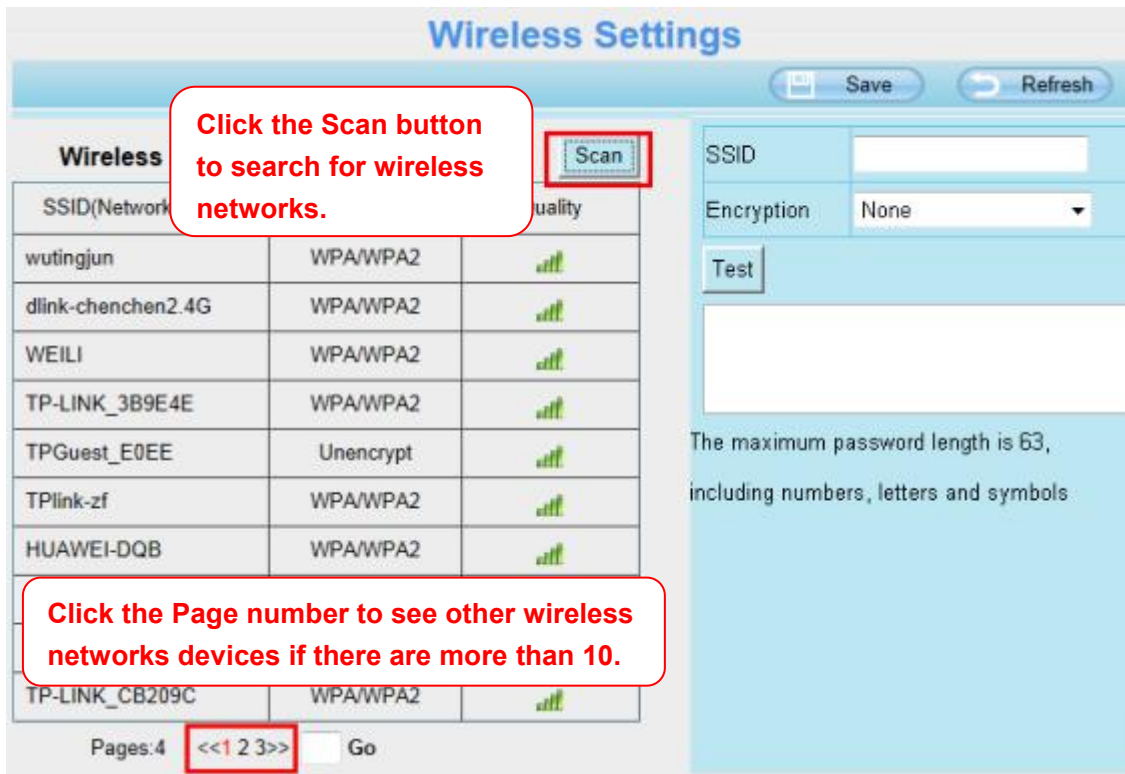 Wireless Settings
Save Refresh
Click the Scan button
to search for wireless
networks.
Wireless Scan
SSID(Network uality
wutingjun WPA/WPA2
dlink-chenchen2.4G WPA/WPA2
WEILI WPA/WPA2
TP-LINK_3B9E4E WPA/WPA2
TPGuest_E0EE Unencrypt
TPlink-zf WPA/WPA2
HUAWEI-DQB WPA/WPA2
Click the Page number to see other wireless
networks devices if there are more than 10.
TP-LINK_CB209C WPA/WPA2
Pages:4 <<1 2 3>> Go
SSID
Encryption None
Test
The maximum password length is 63,
including numbers, letters and symbols